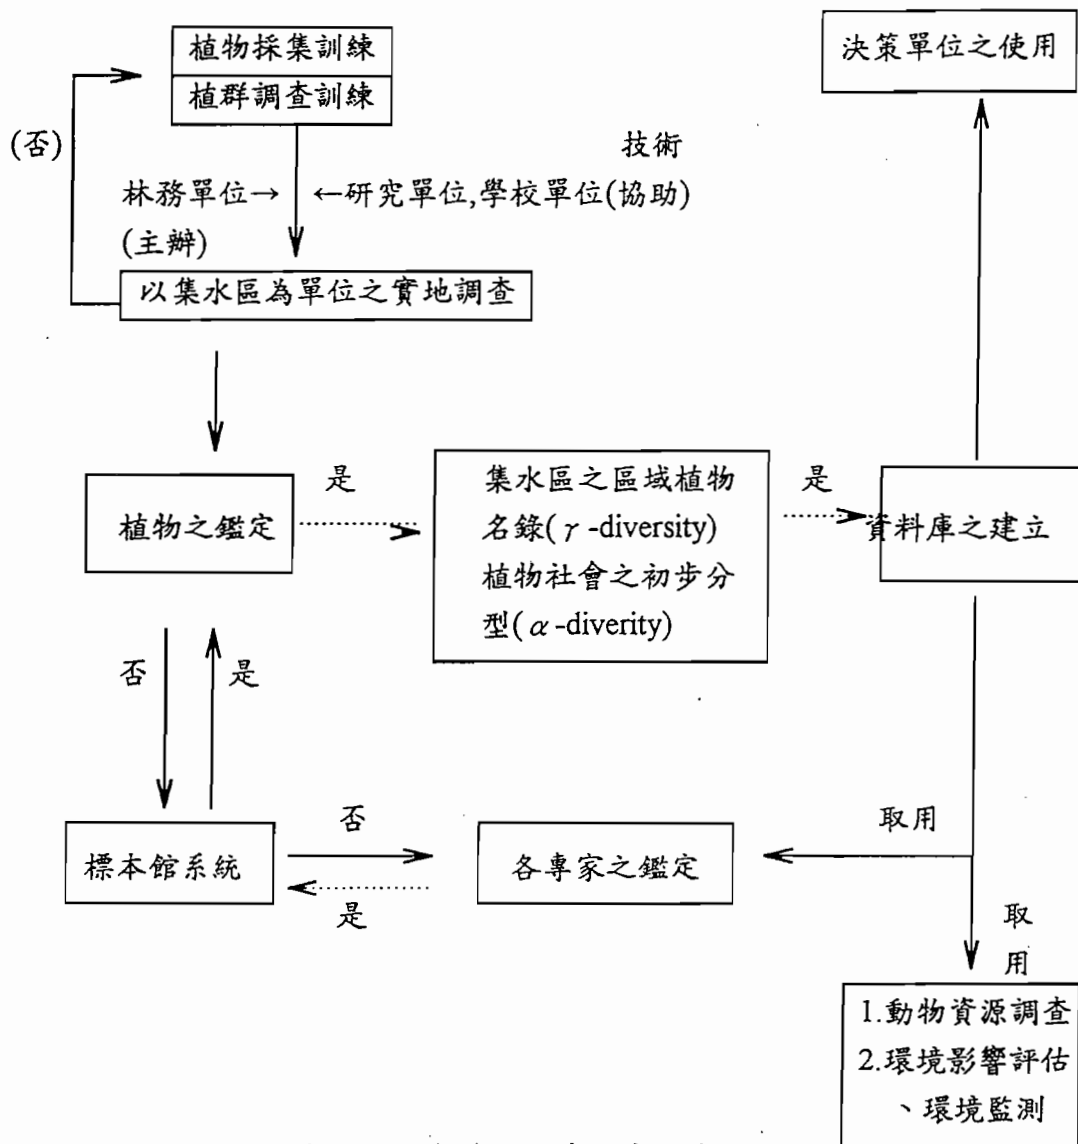 植物採集訓練
植群調查訓練
決策單位之使用
(否)
技術
林務單位→ ←研究單位,學校單位(協助)
(主辦)
以集水區為單位之實地調查
植物之鑑定
是
集水區之區域植物
名錄(γ-diversity)
植物社會之初步分
型(α-diverity)
是
資料庫之建立
否
是
標本館系統
否
是
各專家之鑑定
取用
取
用
1.動物資源調查
2.環境影響評估
、環境監測